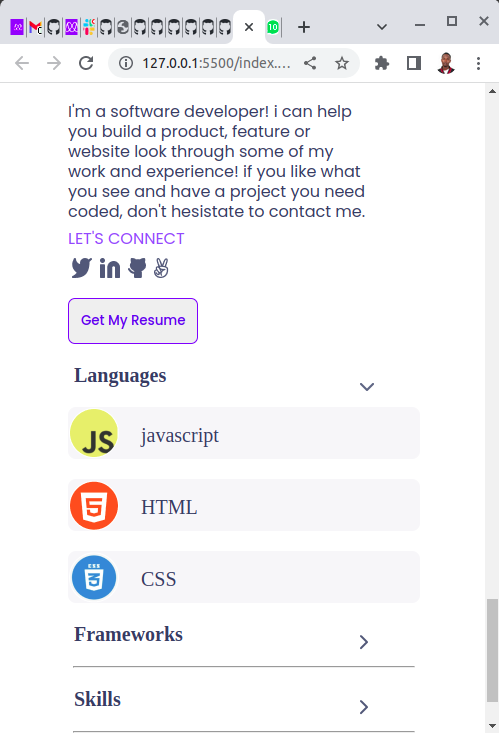 10
127.0.0.1:5500/index....
I'm a software developer! i can help
you build a product, feature or
website look through some of my
work and experience! if you like what
you see and have a project you need
coded, don't hesistate to contact me.
LET'S CONNECT
Get My Resume
Languages
JS javascript
5 HTML
CSS 3 CSS
Frameworks
Skills